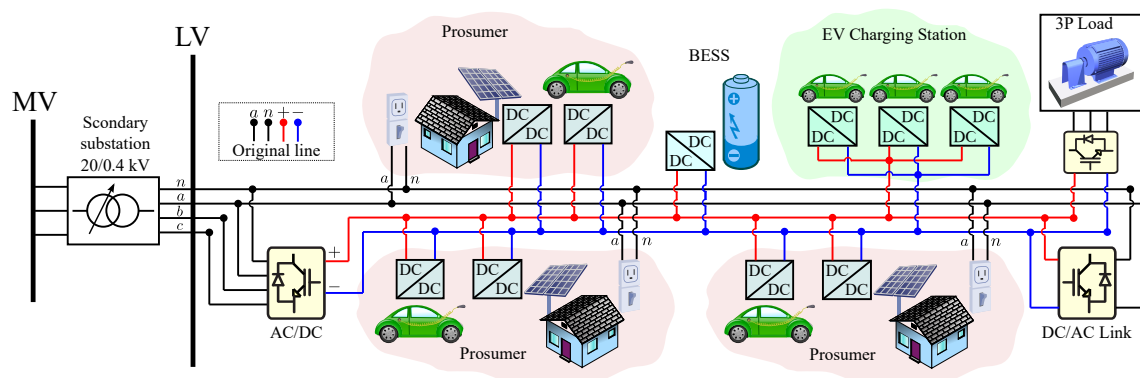 MV
LV
Scondary
substation
20/0.4 kV
a n + −
Original line
n
a
b
c
+
−
AC/DC
Prosumer
a
n
DC
DC
DC
DC
BESS
DC
DC
EV Charging Station
DC
DC
DC
DC
DC
DC
3P Load
DC
DC
DC
DC
a
n
Prosumer
DC
DC
DC
DC
a
n
Prosumer
DC/AC Link